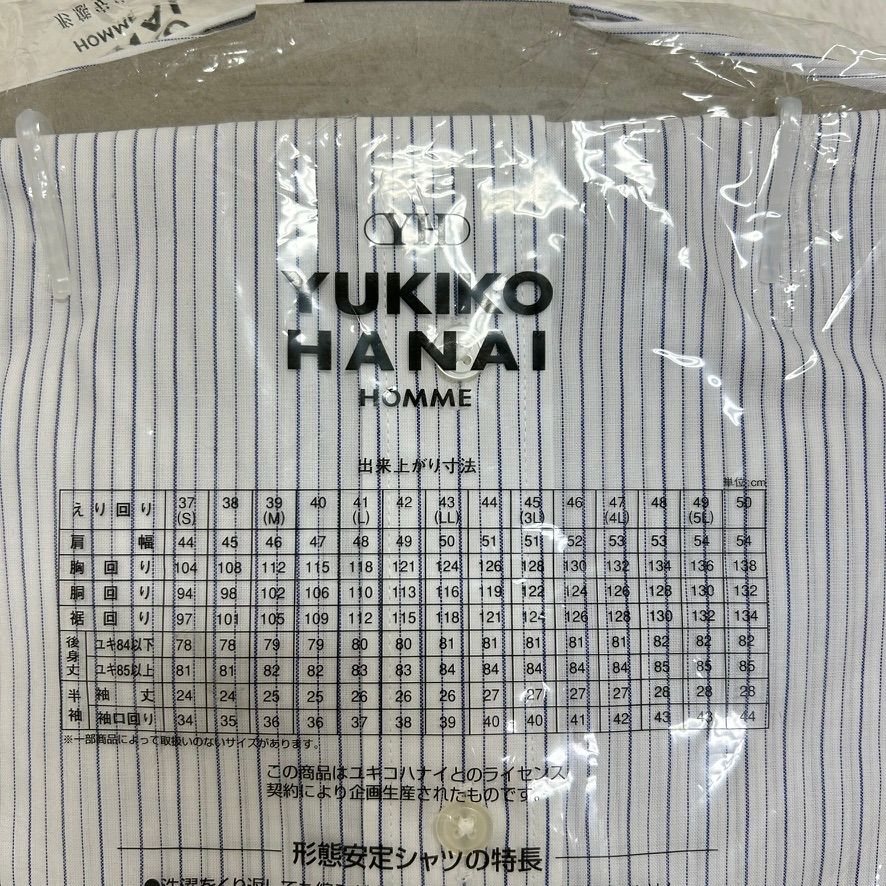 HOMME
YH
YUKIKO
HANAI
HOMME
出来上がり寸法
単位:cm
えり回り 37(S) 38 39(M) 40 41(L) 42 43(LL) 44 45(3L) 46 47(4L) 48 49(5L) 50
肩幅 44 45 46 47 48 49 50 51 51 52 53 53 54 54
胸回り 104 108 112 115 118 121 124 126 128 130 132 134 136 138
胴回り 94 98 102 106 110 113 116 119 122 124 126 128 130 132
裾回り 97 101 105 109 112 115 118 121 124 126 128 130 132 134
後身丈 ユキ84以下 78 78 79 79 80 80 81 81 81 81 81 82 82 82
ユキ85以上 81 81 82 82 83 83 84 84 84 84 84 85 85 85
半袖 袖丈 24 24 25 25 26 26 26 27 27 27 27 28 28 28
袖口回り 34 35 36 36 37 38 39 40 40 41 42 43 43 44
※一部商品によって取扱いのないサイズがあります。
この商品はユキコハナイとのライセンス
契約により企画生産されたものです。
形態安定シャツの特長